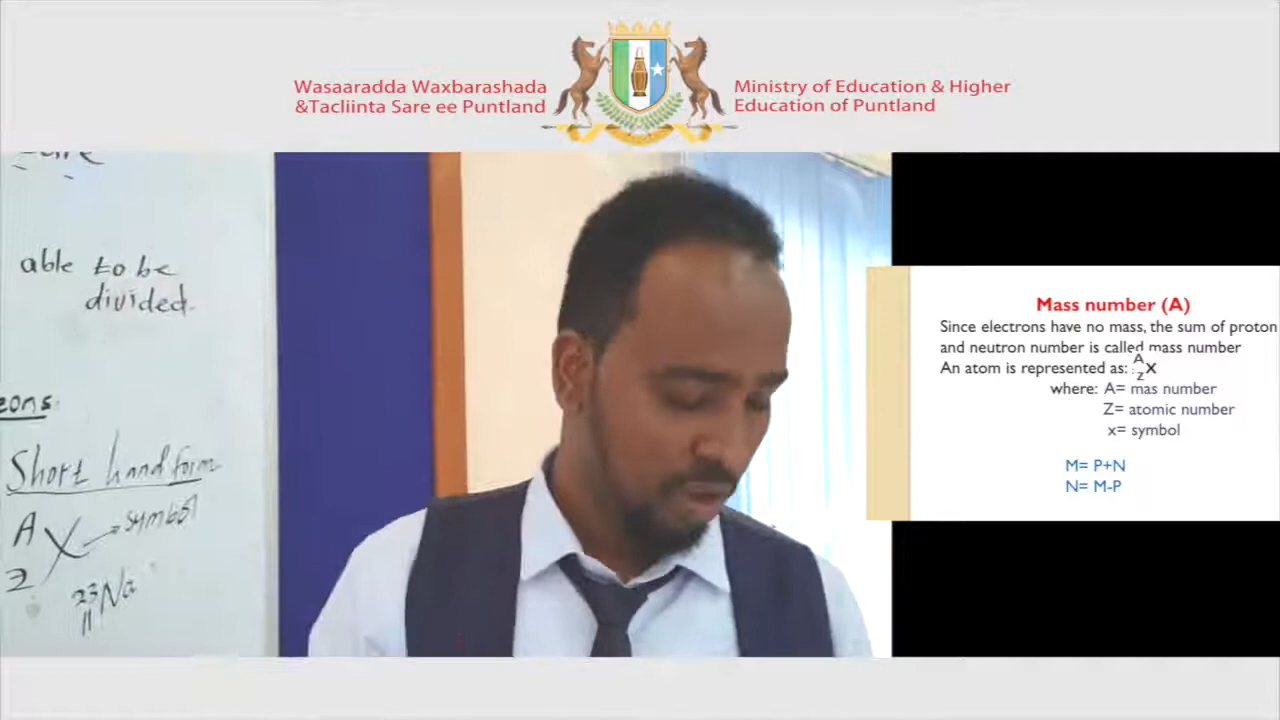 Wasaaradda Waxbarashada
&Tacliinta Sare ee Puntland
Ministry of Education & Higher
Education of Puntland
able to be
divided.
Short hand form
A
X
symbol
Z
23
Na
11
Mass number (A)
Since electrons have no mass, the sum of proton
and neutron number is called mass number
An atom is represented as: A Z X
where: A= mas number
Z= atomic number
x= symbol
M= P+N
N= M-P